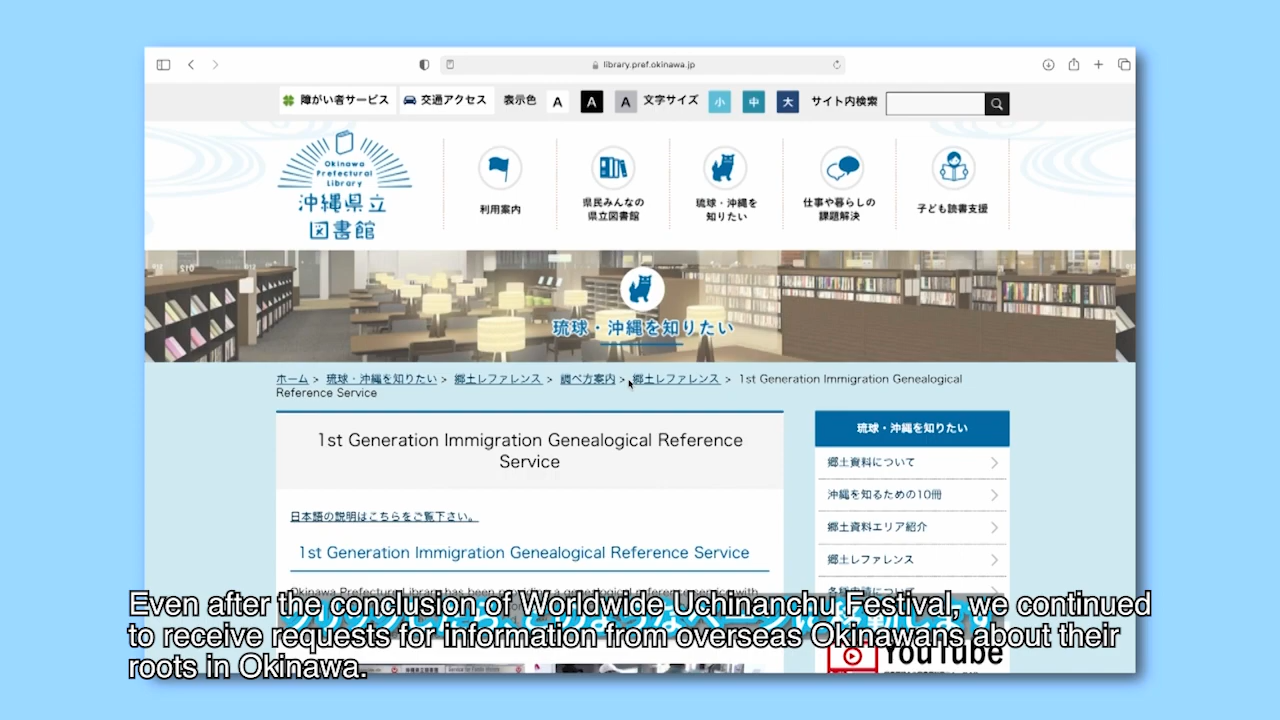 library.pref.okinawa.jp
障がい者サービス 交通アクセス 表示色 A A A 文字サイズ 小 中 大 サイト内検索
Okinawa
Prefectural
Library
沖縄県立
図書館
利用案内
県民みんなの
県立図書館
琉球・沖縄を
知りたい
仕事や暮らしの
課題解決
子ども読書支援
琉球・沖縄を知りたい
ホーム > 琉球・沖縄を知りたい > 郷土レファレンス > 調べ方案内 > 郷土レファレンス > 1st Generation Immigration Genealogical
Reference Service
1st Generation Immigration Genealogical Reference
Service
日本語の説明はこちらをご覧下さい。
1st Generation Immigration Genealogical Reference Service
琉球・沖縄を知りたい
郷土資料について
沖縄を知るための10冊
郷土資料エリア紹介
郷土レファレンス
YouTube
Even after the conclusion of Worldwide Uchinanchu Festival, we continued
to receive requests for information from overseas Okinawans about their
roots in Okinawa.